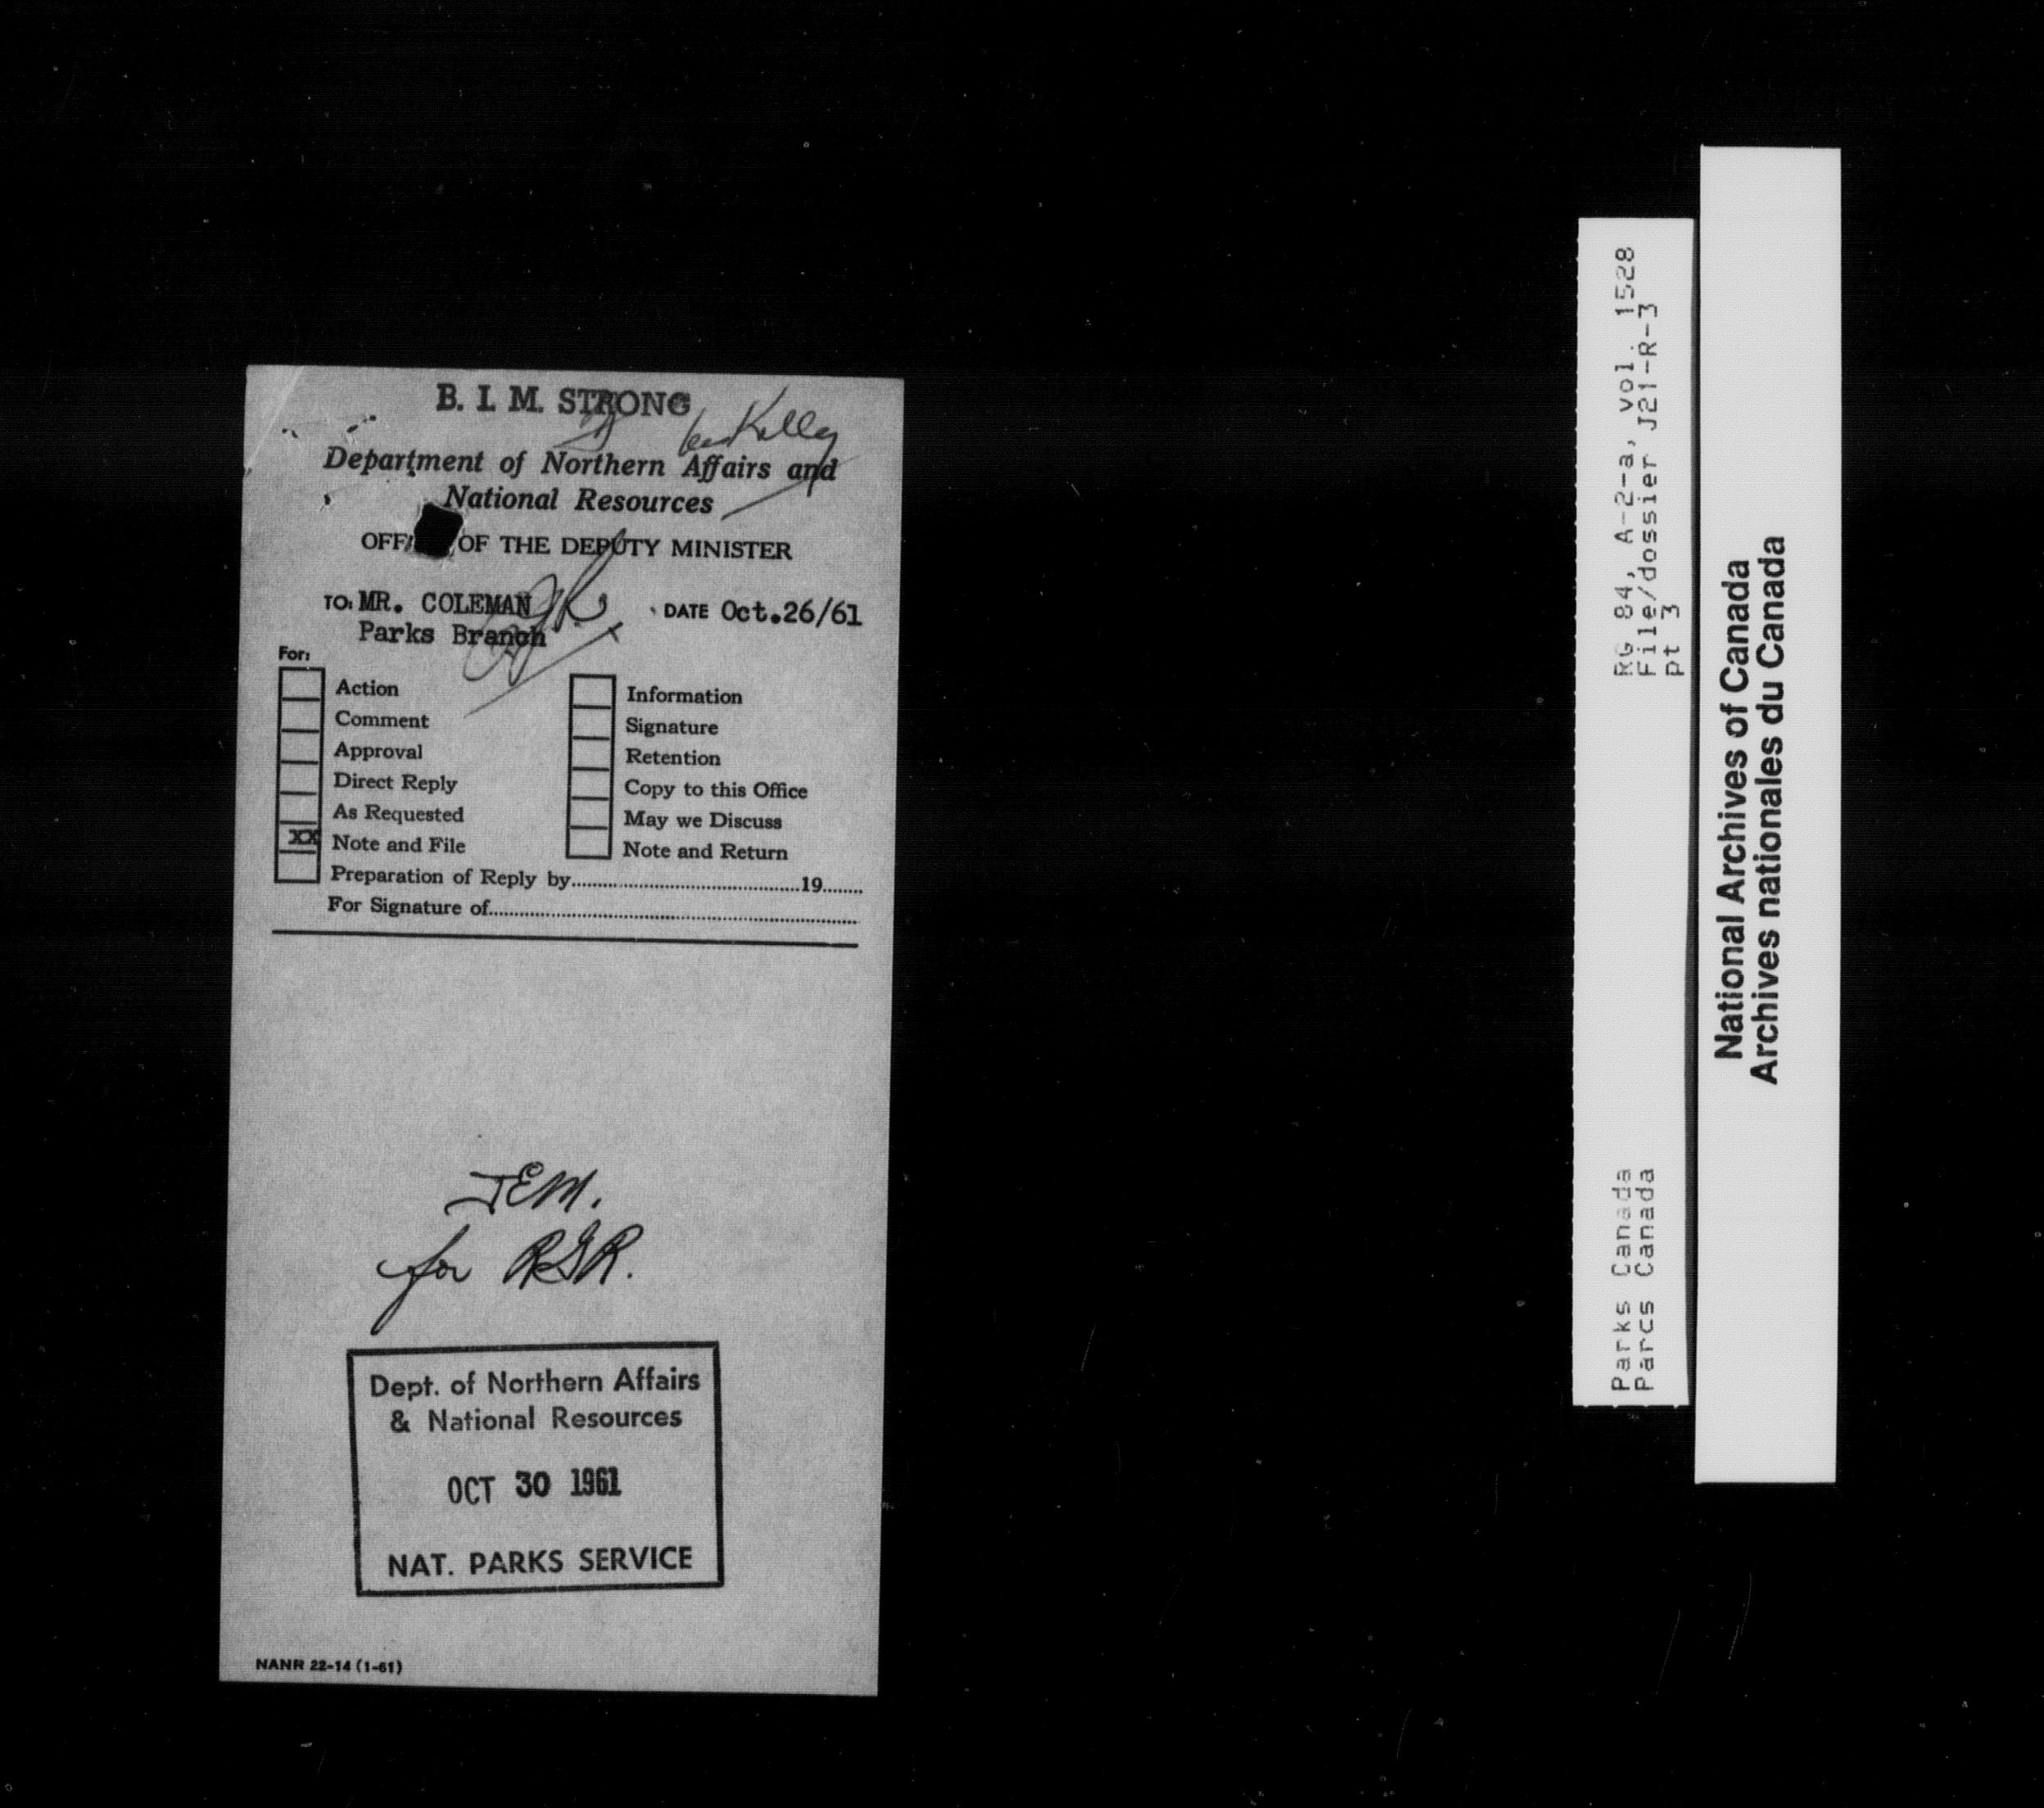 B. I. M. STRONG
Kelly
Department of Northern Affairs and
National Resources
OFFI OF THE DEPUTY MINISTER
TO: MR. COLEMAN DATE Oct.26/61
Parks Branch
For:
Action
Comment
Approval
Direct Reply
As Requested
XX Note and File
Preparation of Reply by..........19........
For Signature of..........
Information
Signature
Retention
Copy to this Office
May we Discuss
Note and Return
JEM.
for RGR.
Dept. of Northern Affairs
& National Resources
OCT 30 1961
NAT. PARKS SERVICE
NANR 22-14 (1-61)
RG 84, A-2-a, vol. 1528
File/dossier J21-R-3
pt 3
Parks Canada
Parcs Canada
National Archives of Canada
Archives nationales du Canada